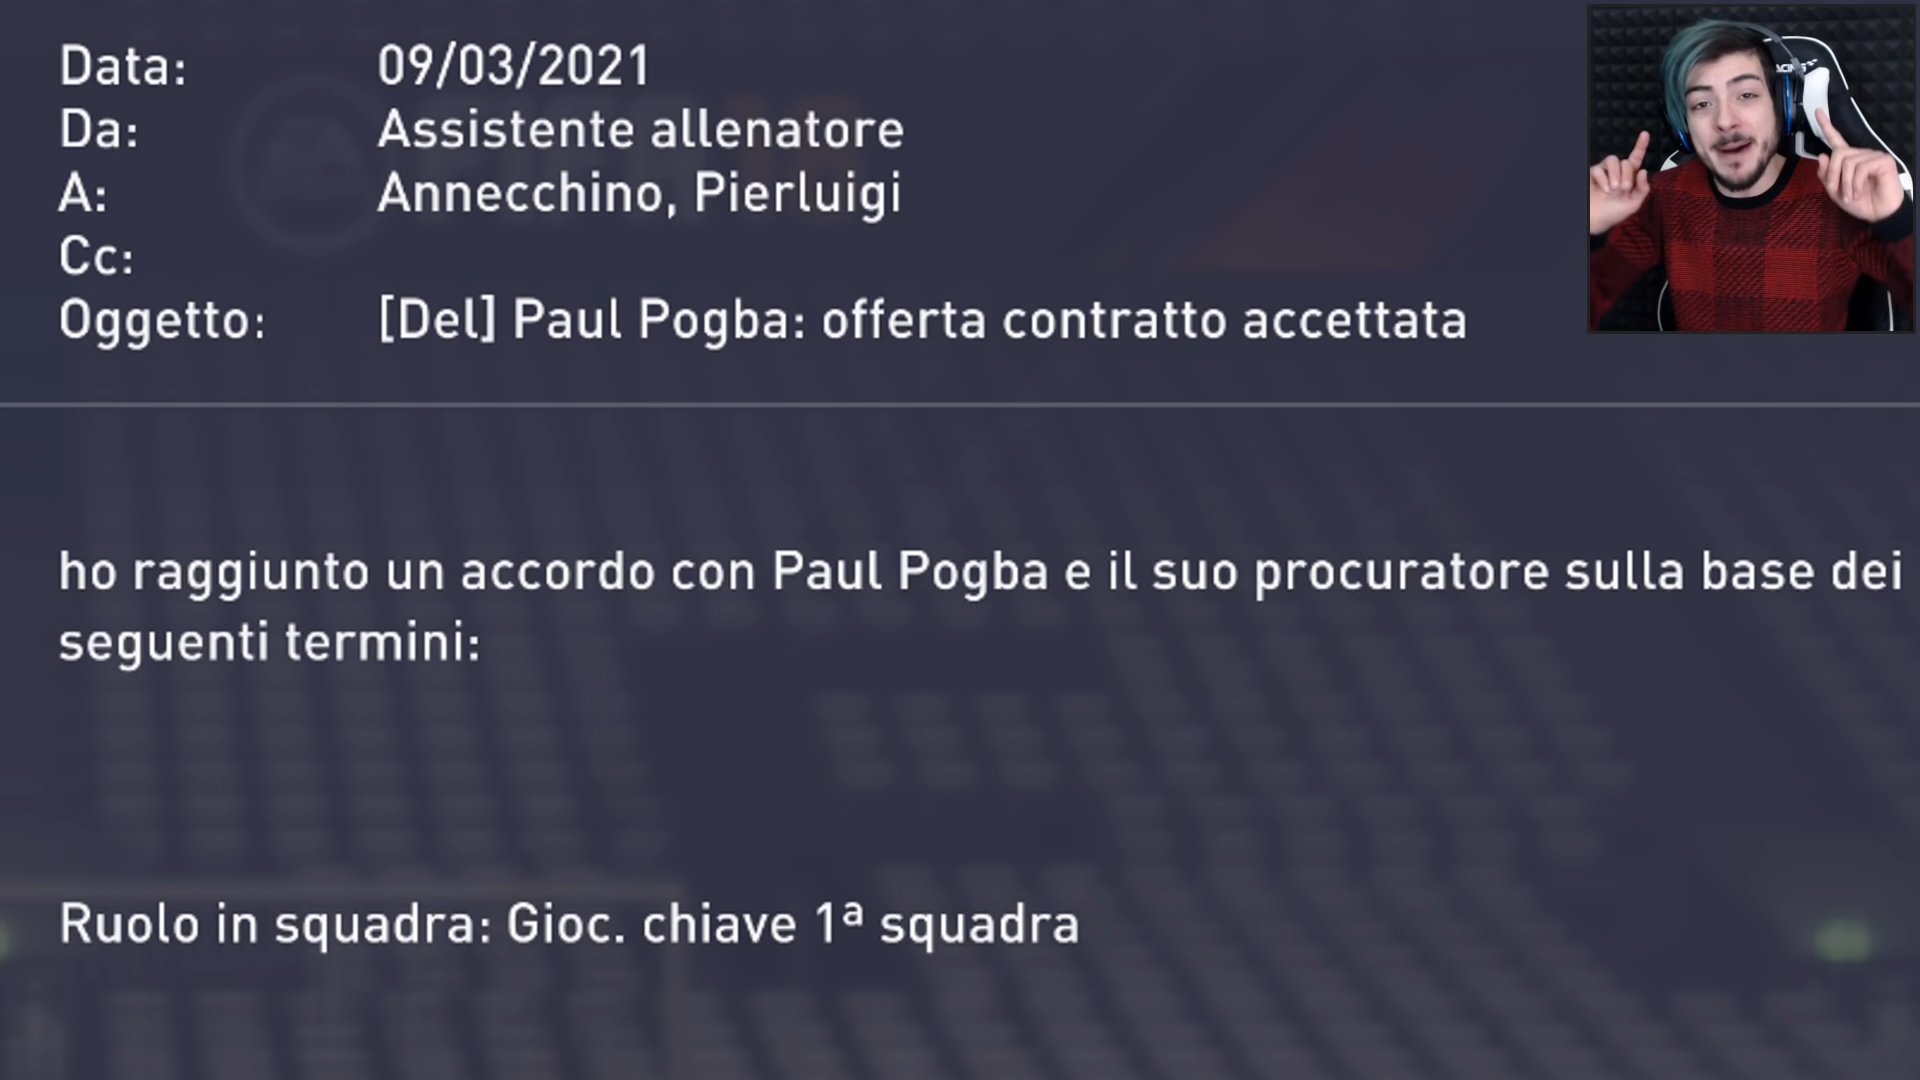 Data: 09/03/2021
Da: Assistente allenatore
A: Annecchino, Pierluigi
Cc:
Oggetto: [Del] Paul Pogba: offerta contratto accettata
ho raggiunto un accordo con Paul Pogba e il suo procuratore sulla base dei
seguenti termini:
Ruolo in squadra: Gioc. chiave 1ª squadra